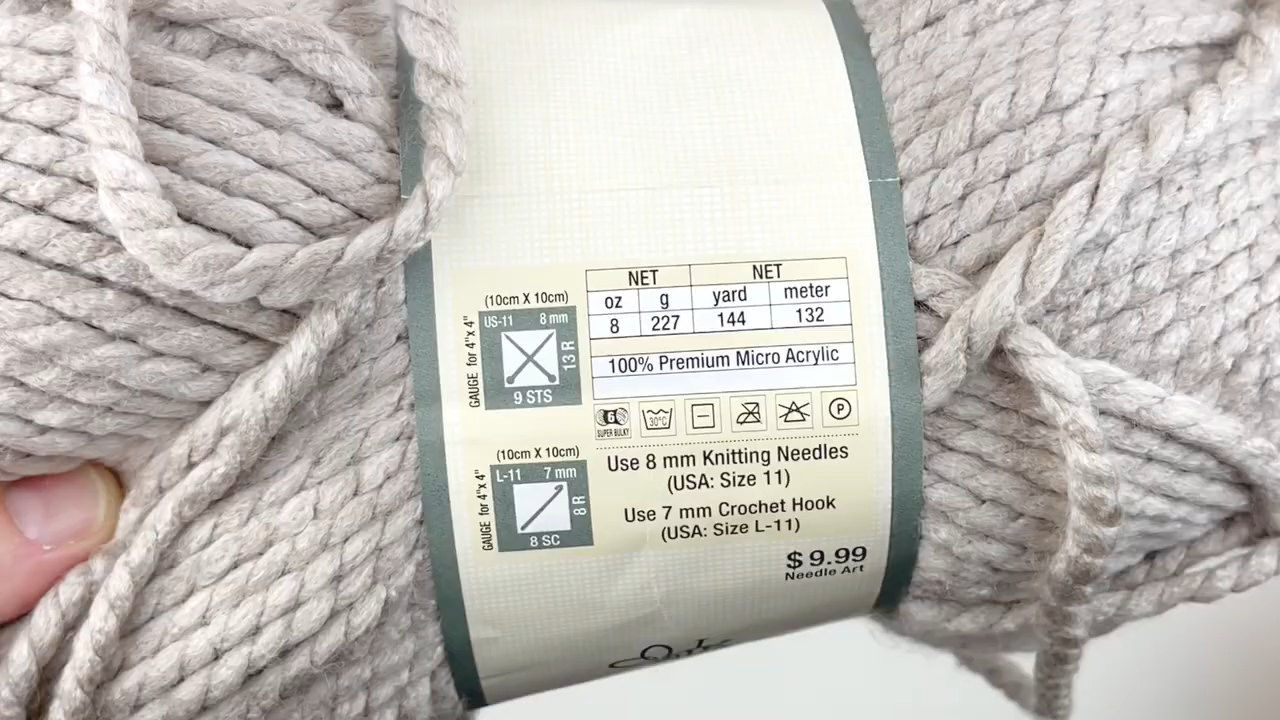 NET NET
oz g yard meter
8 227 144 132
100% Premium Micro Acrylic
(10cm X 10cm)
GAUGE for 4"x 4"
US-11 8 mm
13 R
9 STS
6
SUPER BULKY
30°C
P
(10cm X 10cm)
GAUGE for 4"x 4"
L-11 7 mm
8 R
8 SC
Use 8 mm Knitting Needles
(USA: Size 11)
Use 7 mm Crochet Hook
(USA: Size L-11)
$9.99
Needle Art